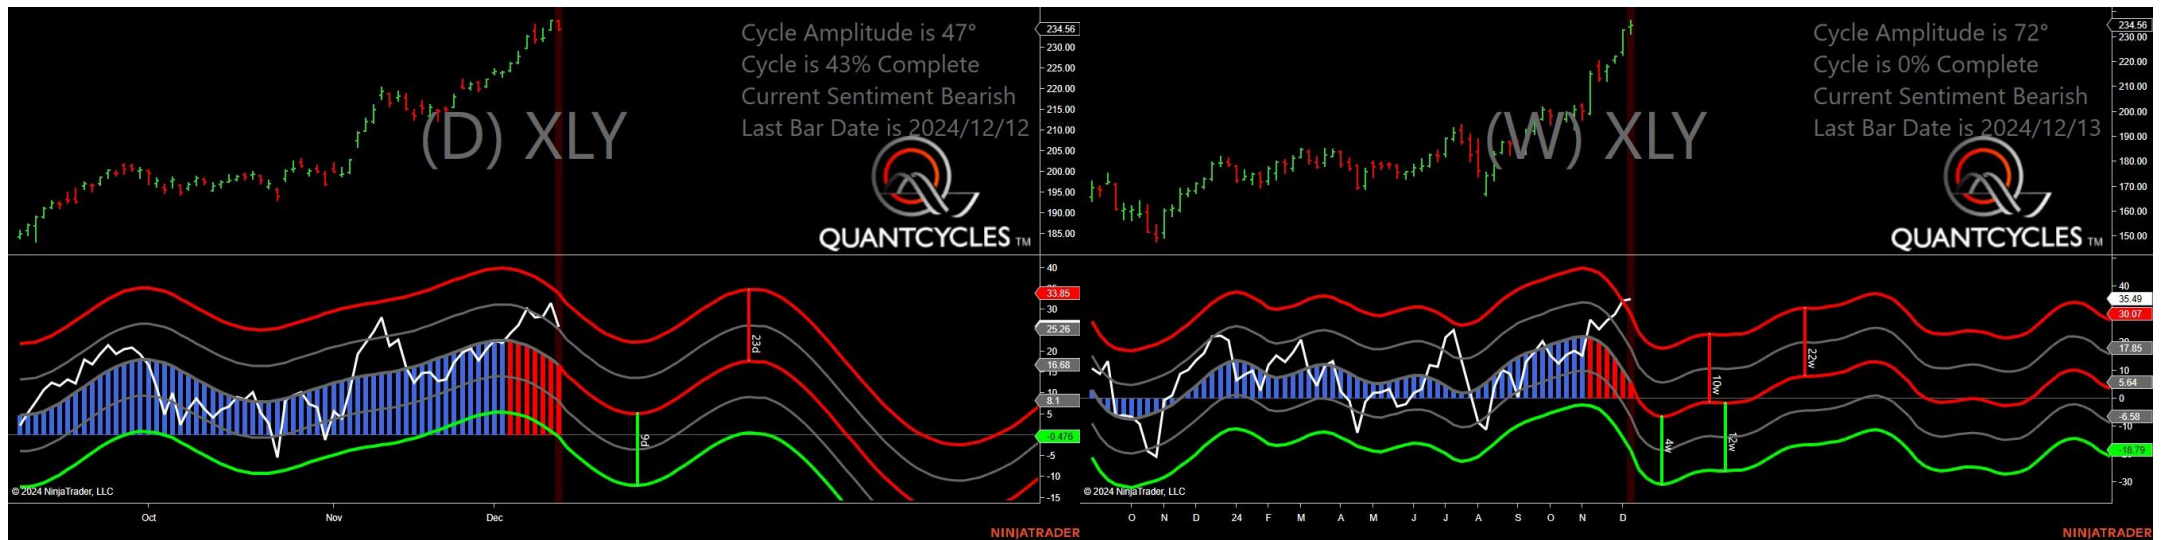 Cycle Amplitude is 47°
Cycle is 43% Complete
Current Sentiment Bearish
Last Bar Date is 2024/12/12
(D) XLY
QUANTCYCLES TM
234.56
230.00
225.00
220.00
215.00
210.00
205.00
200.00
195.00
190.00
185.00
40
33.85
30
25.26
20
16.68
10
8.1
5
-0.476
-5
-10
-15
23d
9d
© 2024 NinjaTrader, LLC
Oct Nov Dec
NINJATRADER
Cycle Amplitude is 72°
Cycle is 0% Complete
Current Sentiment Bearish
Last Bar Date is 2024/12/13
(W) XLY
QUANTCYCLES TM
234.56
230.00
220.00
210.00
200.00
190.00
180.00
170.00
160.00
150.00
40
35.49
30.07
17.85
10
5.64
0
-6.58
-10
-18.79
-30
10w
22w
4w
12w
© 2024 NinjaTrader, LLC
O N D 24 F M A M J J A S O N D
NINJATRADER